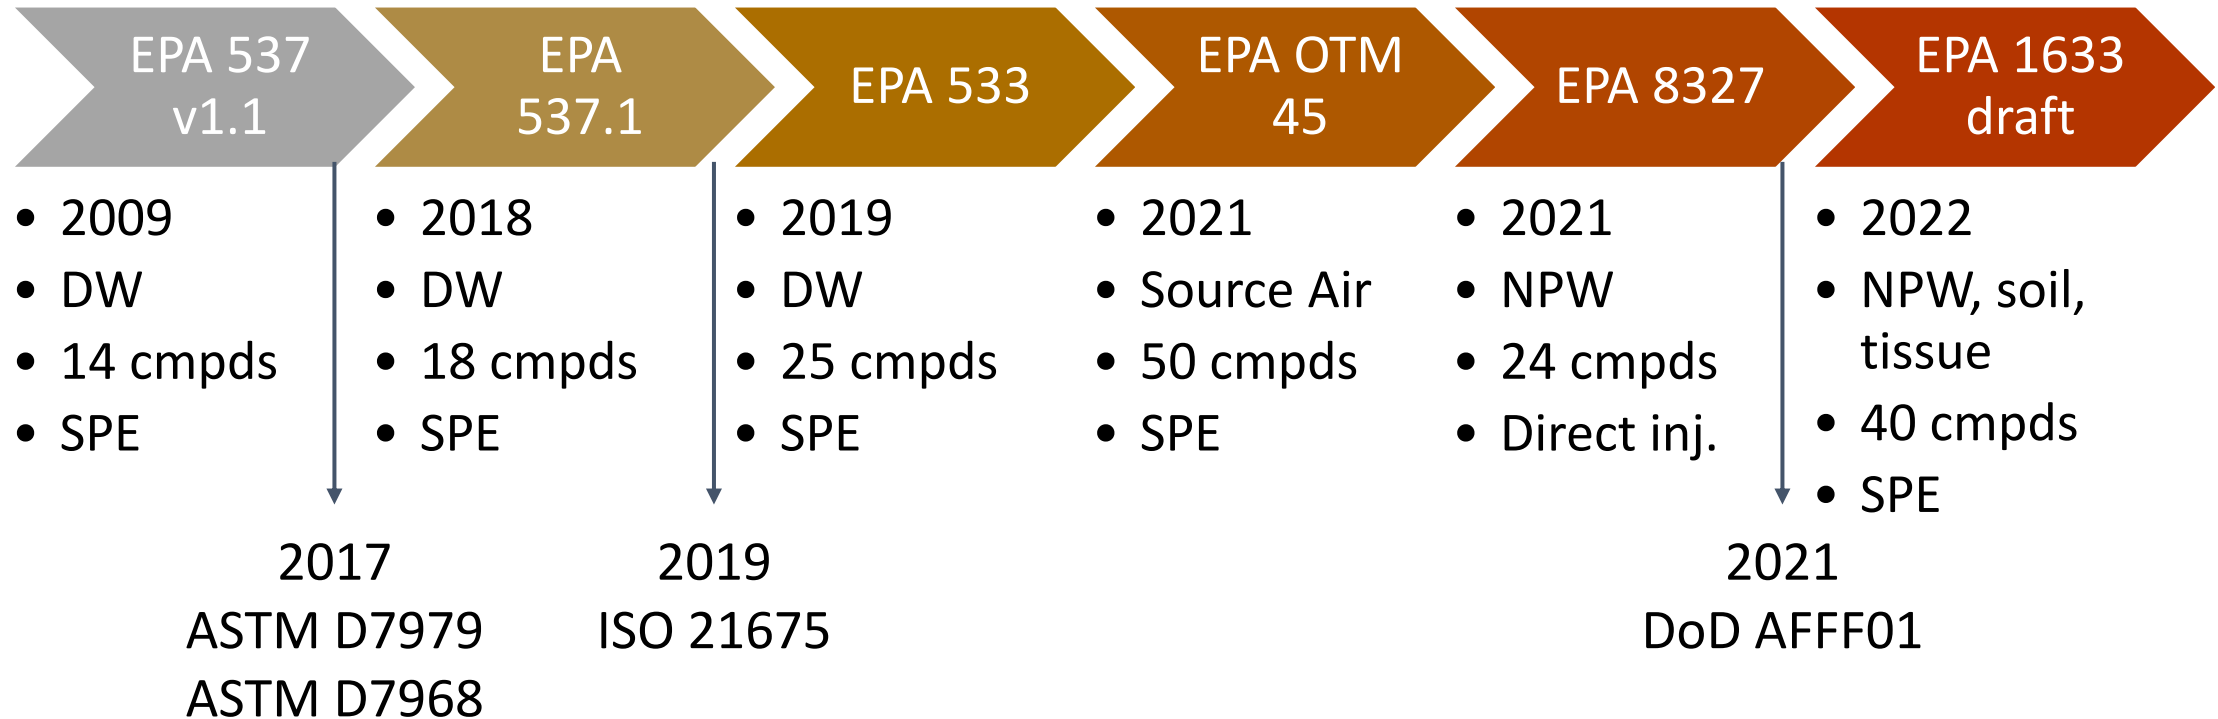 EPA 537
v1.1
• 2009
• DW
• 14 cmpds
• SPE
EPA
537.1
• 2018
• DW
• 18 cmpds
• SPE
EPA 533
• 2019
• DW
• 25 cmpds
• SPE
EPA OTM
45
• 2021
• Source Air
• 50 cmpds
• SPE
EPA 8327
• 2021
• NPW
• 24 cmpds
• Direct inj.
EPA 1633
draft
• 2022
• NPW, soil,
tissue
• 40 cmpds
• SPE
2017
ASTM D7979
ASTM D7968
2019
ISO 21675
2021
DoD AFFF01